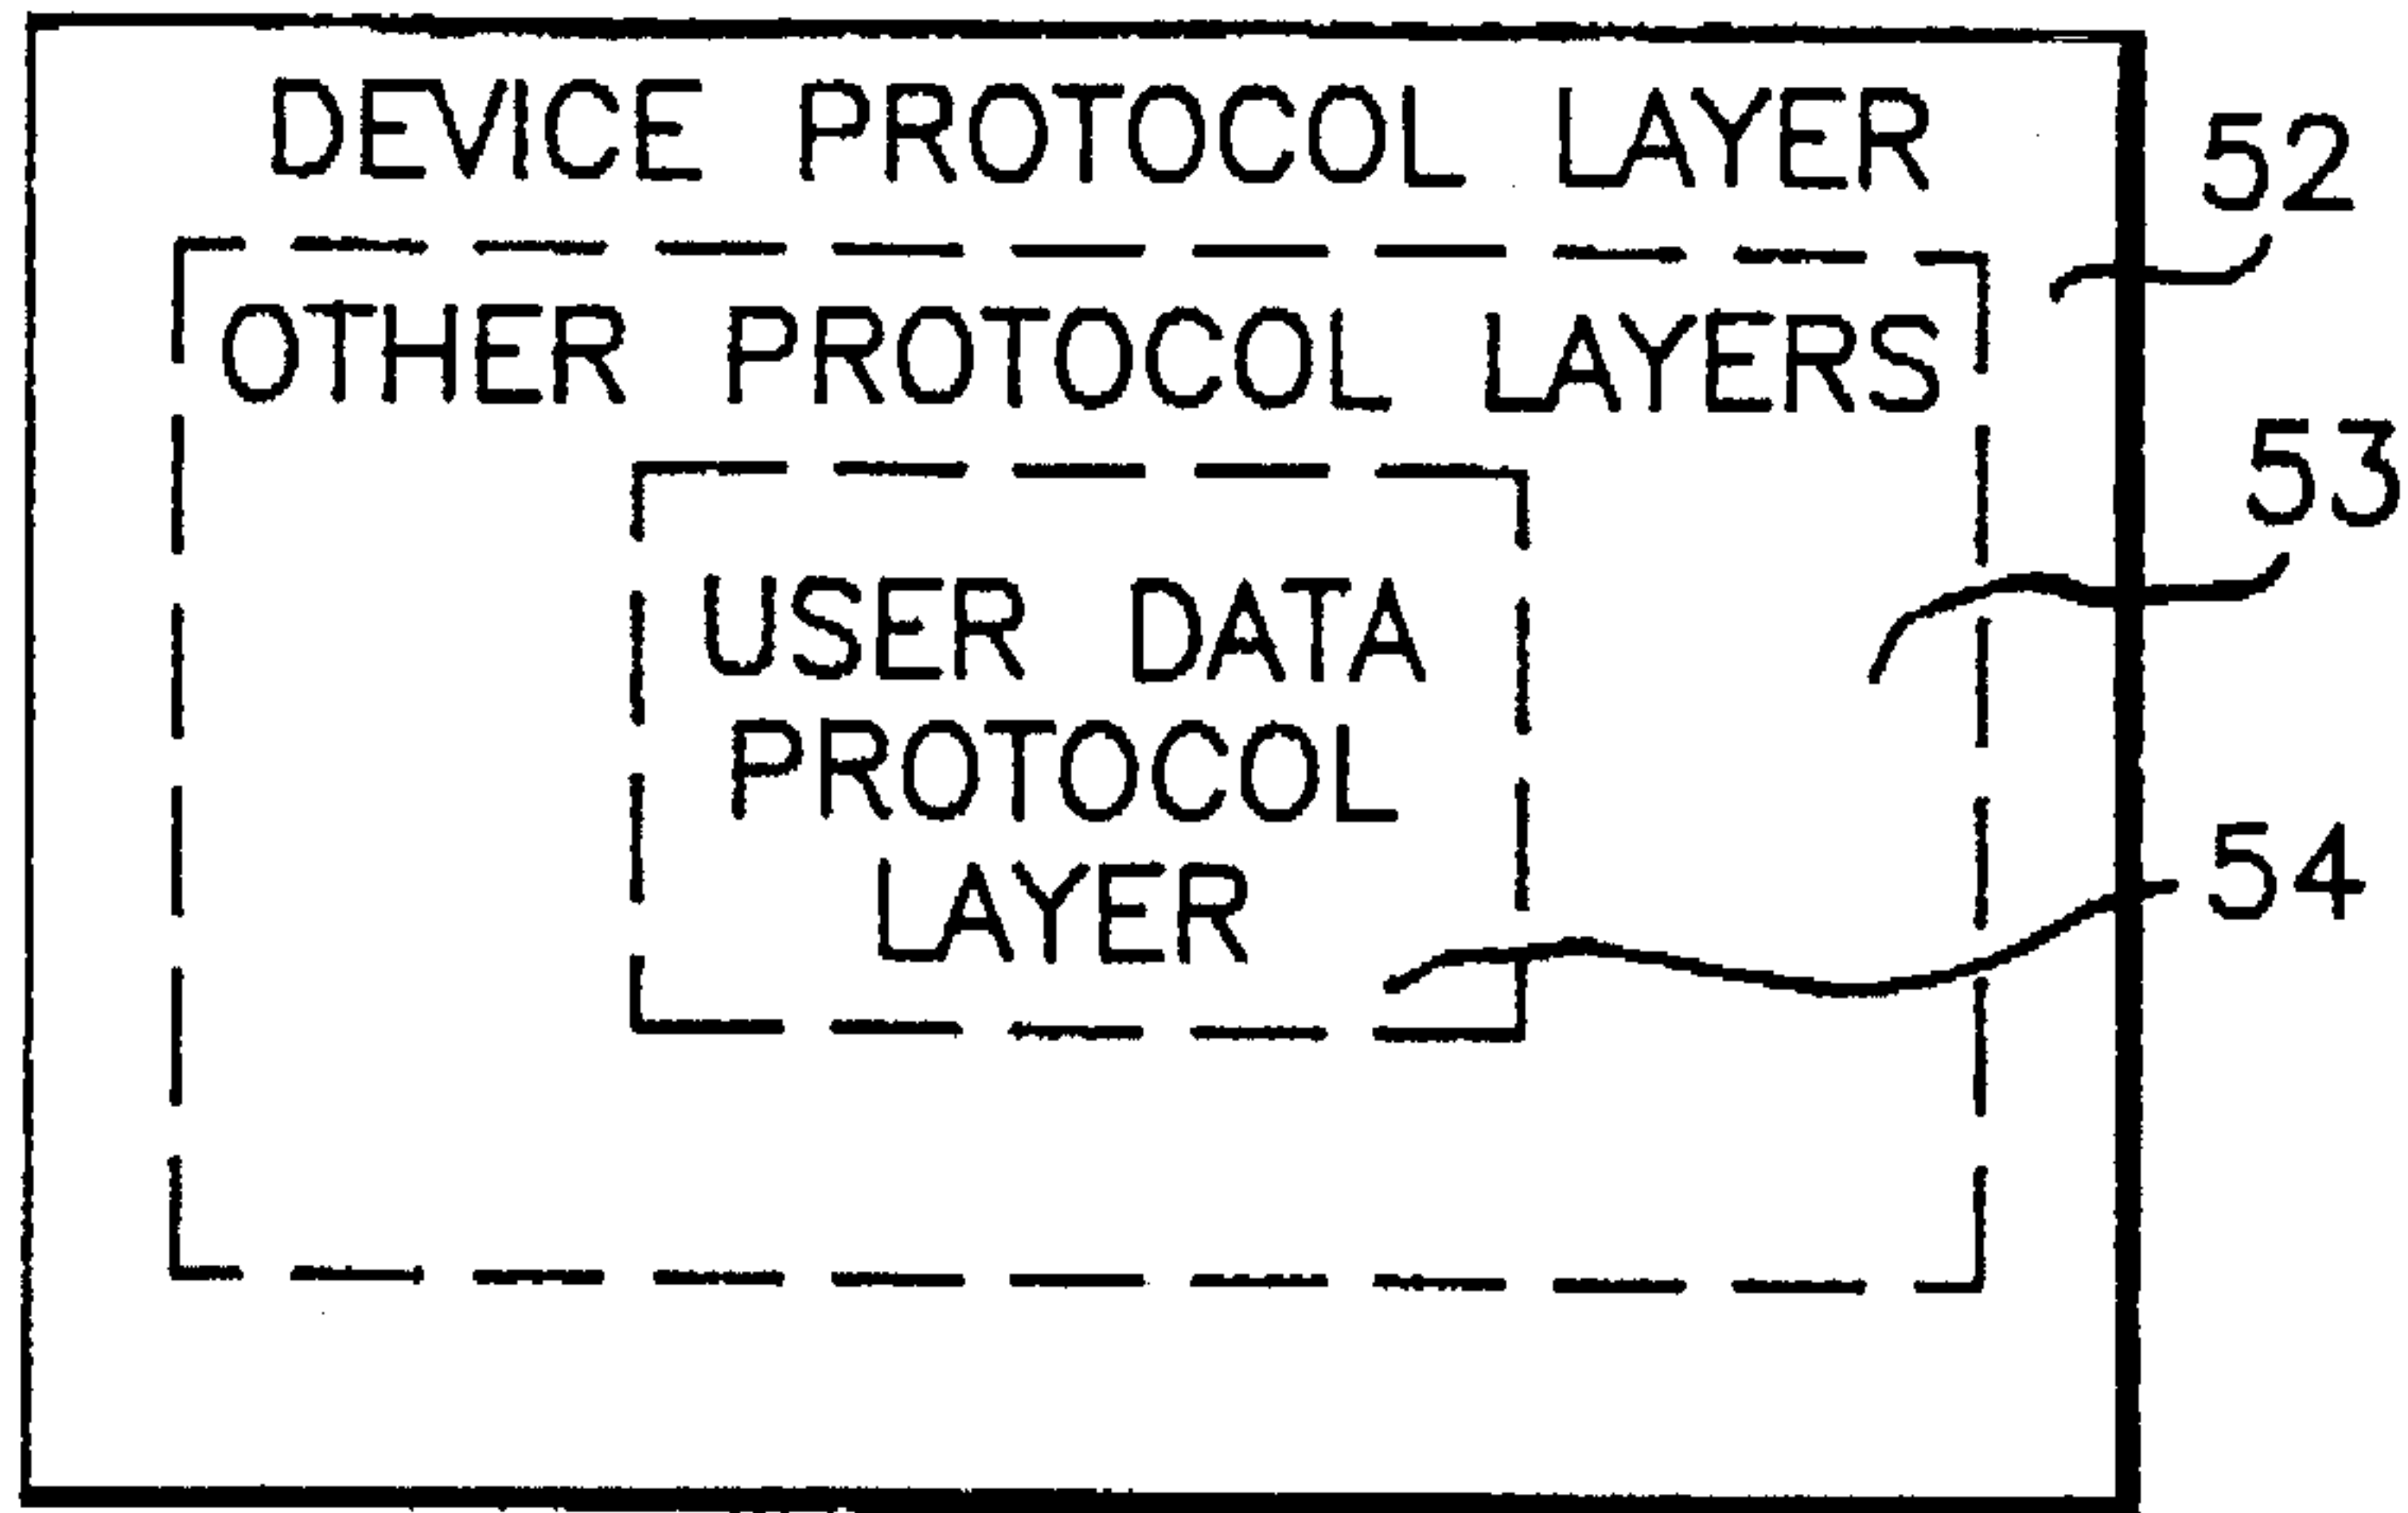 DEVICE PROTOCOL LAYER
52
OTHER PROTOCOL LAYERS
53
USER DATA
PROTOCOL
LAYER
54